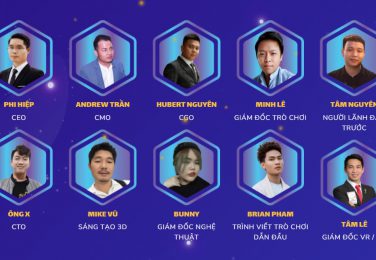 PHI HIỆP
CEO
ANDREW TRẦN
CMO
HUBERT NGUYỄN
CGO
MINH LÊ
GIÁM ĐỐC TRÒ CHƠI
TÂM NGUYỄN
NGƯỜI LÃNH ĐẠ
TRƯỚC
ÔNG X
CTO
MIKE VŨ
SÁNG TẠO 3D
BUNNY
GIÁM ĐỐC NGHỆ
THUẬT
BRIAN PHAM
TRÌNH VIẾT TRÒ CHƠI
DẪN ĐẦU
TÂM LÊ
GIÁM ĐỐC VR /